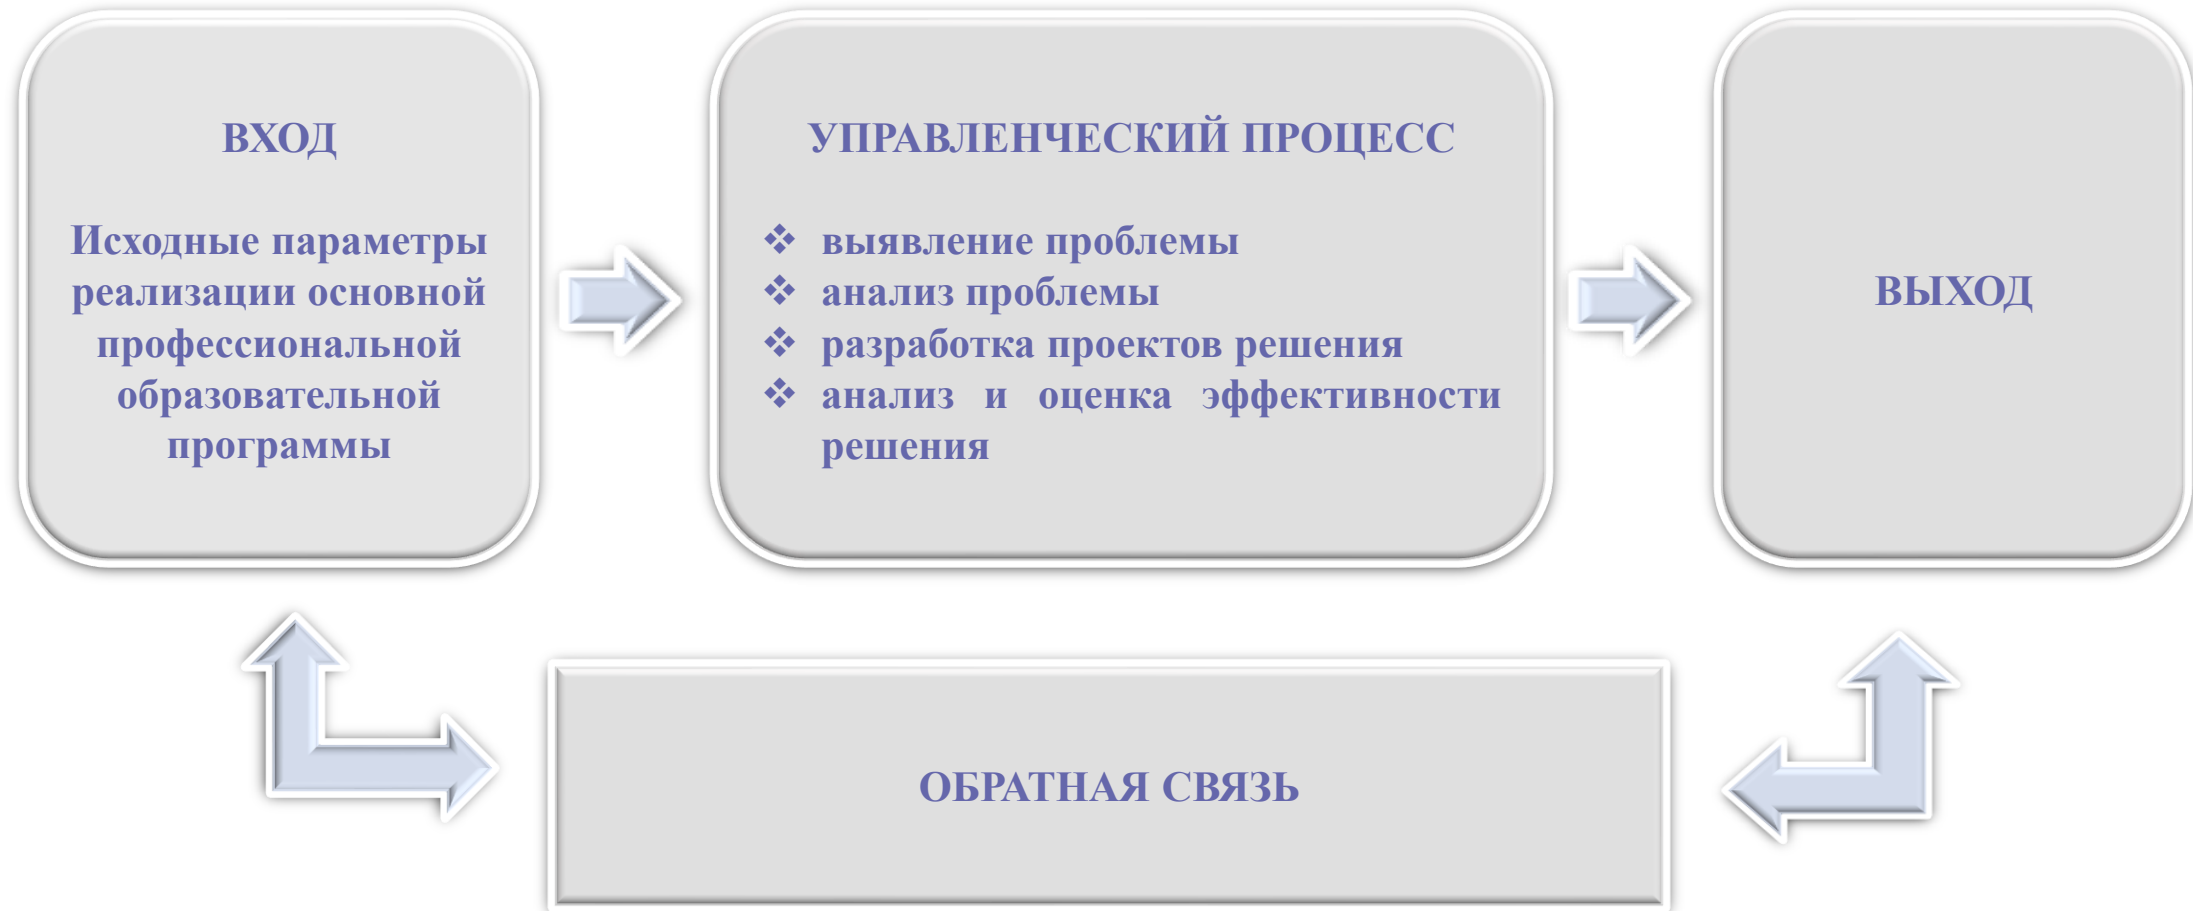 ВХОД
Исходные параметры
реализации основной
профессиональной
образовательной
программы
УПРАВЛЕНЧЕСКИЙ ПРОЦЕСС
❖ выявление проблемы
❖ анализ проблемы
❖ разработка проектов решения
❖ анализ и оценка эффективности
решения
ВЫХОД
ОБРАТНАЯ СВЯЗЬ